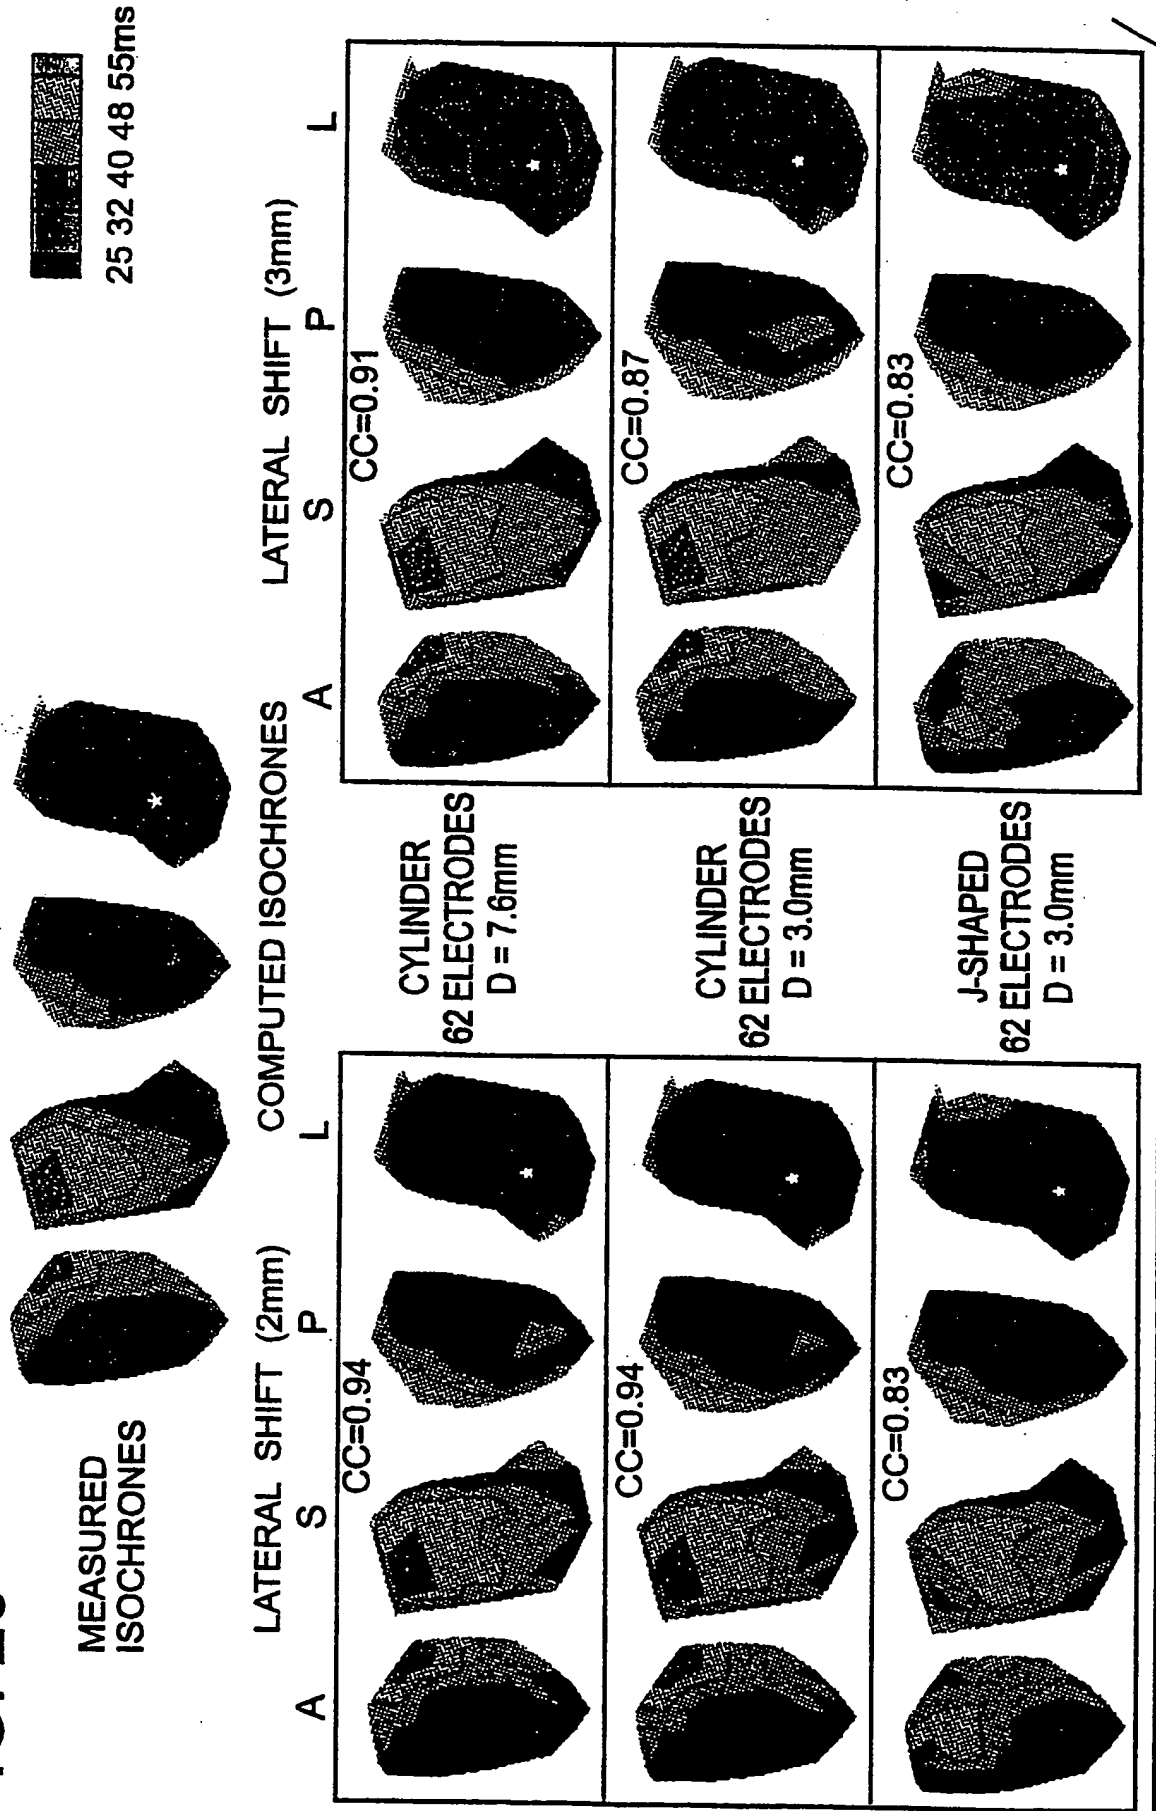 25 32 40 48 55ms
MEASURED
ISOCHRONES
COMPUTED ISOCHRONES
LATERAL SHIFT (2mm)
A S P L
CC=0.94
CC=0.94
CC=0.83
CYLINDER
62 ELECTRODES
D = 7.6mm
CYLINDER
62 ELECTRODES
D = 3.0mm
J-SHAPED
62 ELECTRODES
D = 3.0mm
LATERAL SHIFT (3mm)
A S P L
CC=0.91
CC=0.87
CC=0.83